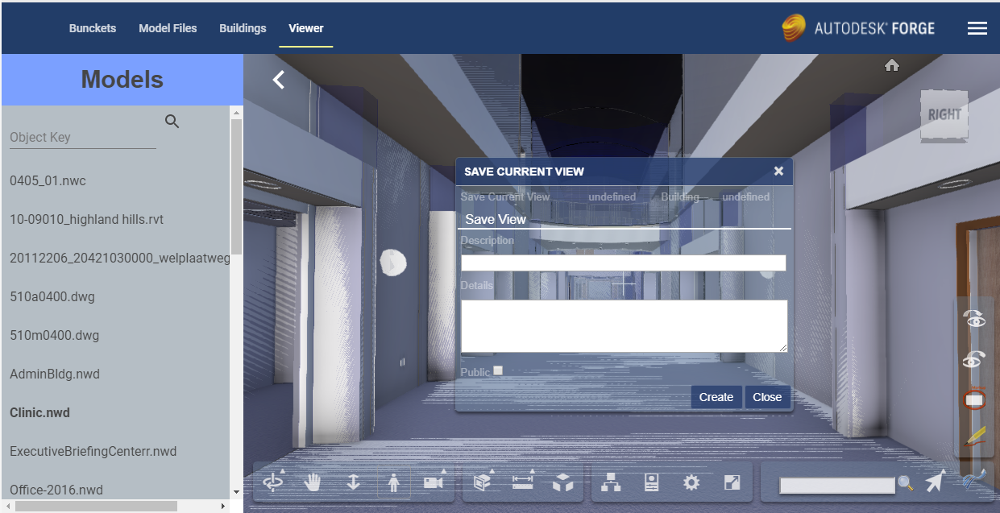 Bunckets Model Files Buildings Viewer AUTODESK® FORGE
Models
Object Key
0405_01.nwc
10-09010_highland hills.rvt
20112206_20421030000_welplaatweg
510a0400.dwg
510m0400.dwg
AdminBldg.nwd
Clinic.nwd
ExecutiveBriefingCenterr.nwd
Office-2016.nwd
RIGHT
SAVE CURRENT VIEW
Save Current View undefined Building undefined
Save View
Description
Details
Public
Create Close